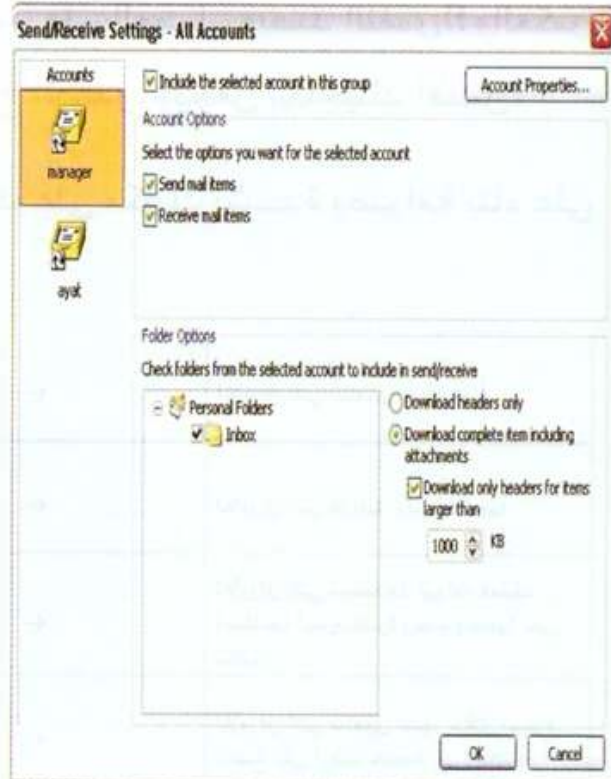 Send/Receive Settings - All Accounts
Accounts
manager
ayat
Include the selected account in this group
Account Properties...
Account Options
Select the options you want for the selected account
Send mail items
Receive mail items
Folder Options
Check folders from the selected account to include in send/receive
Personal Folders
Inbox
Download headers only
Download complete item including
attachments
Download only headers for items
larger than
1000 KB
OK
Cancel